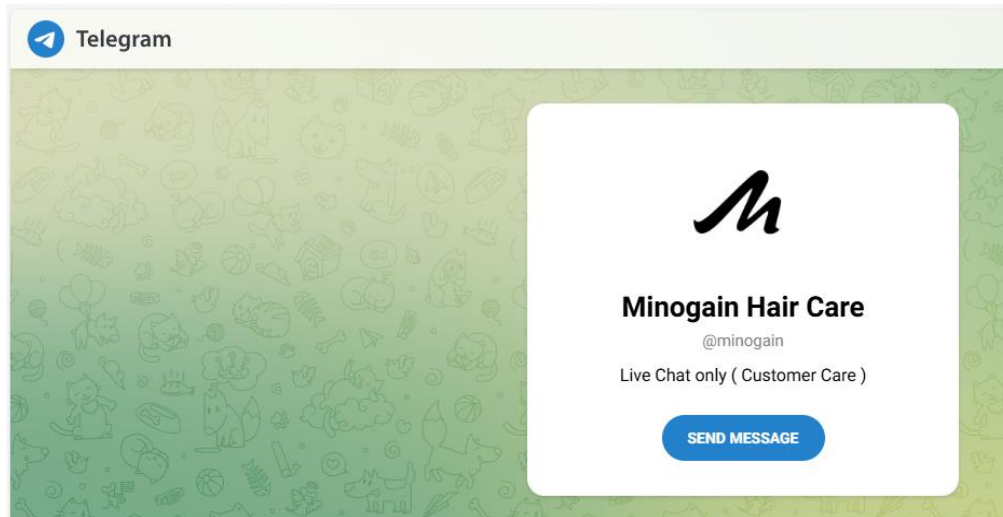 Telegram
Minogain Hair Care
@minogain
Live Chat only ( Customer Care )
SEND MESSAGE